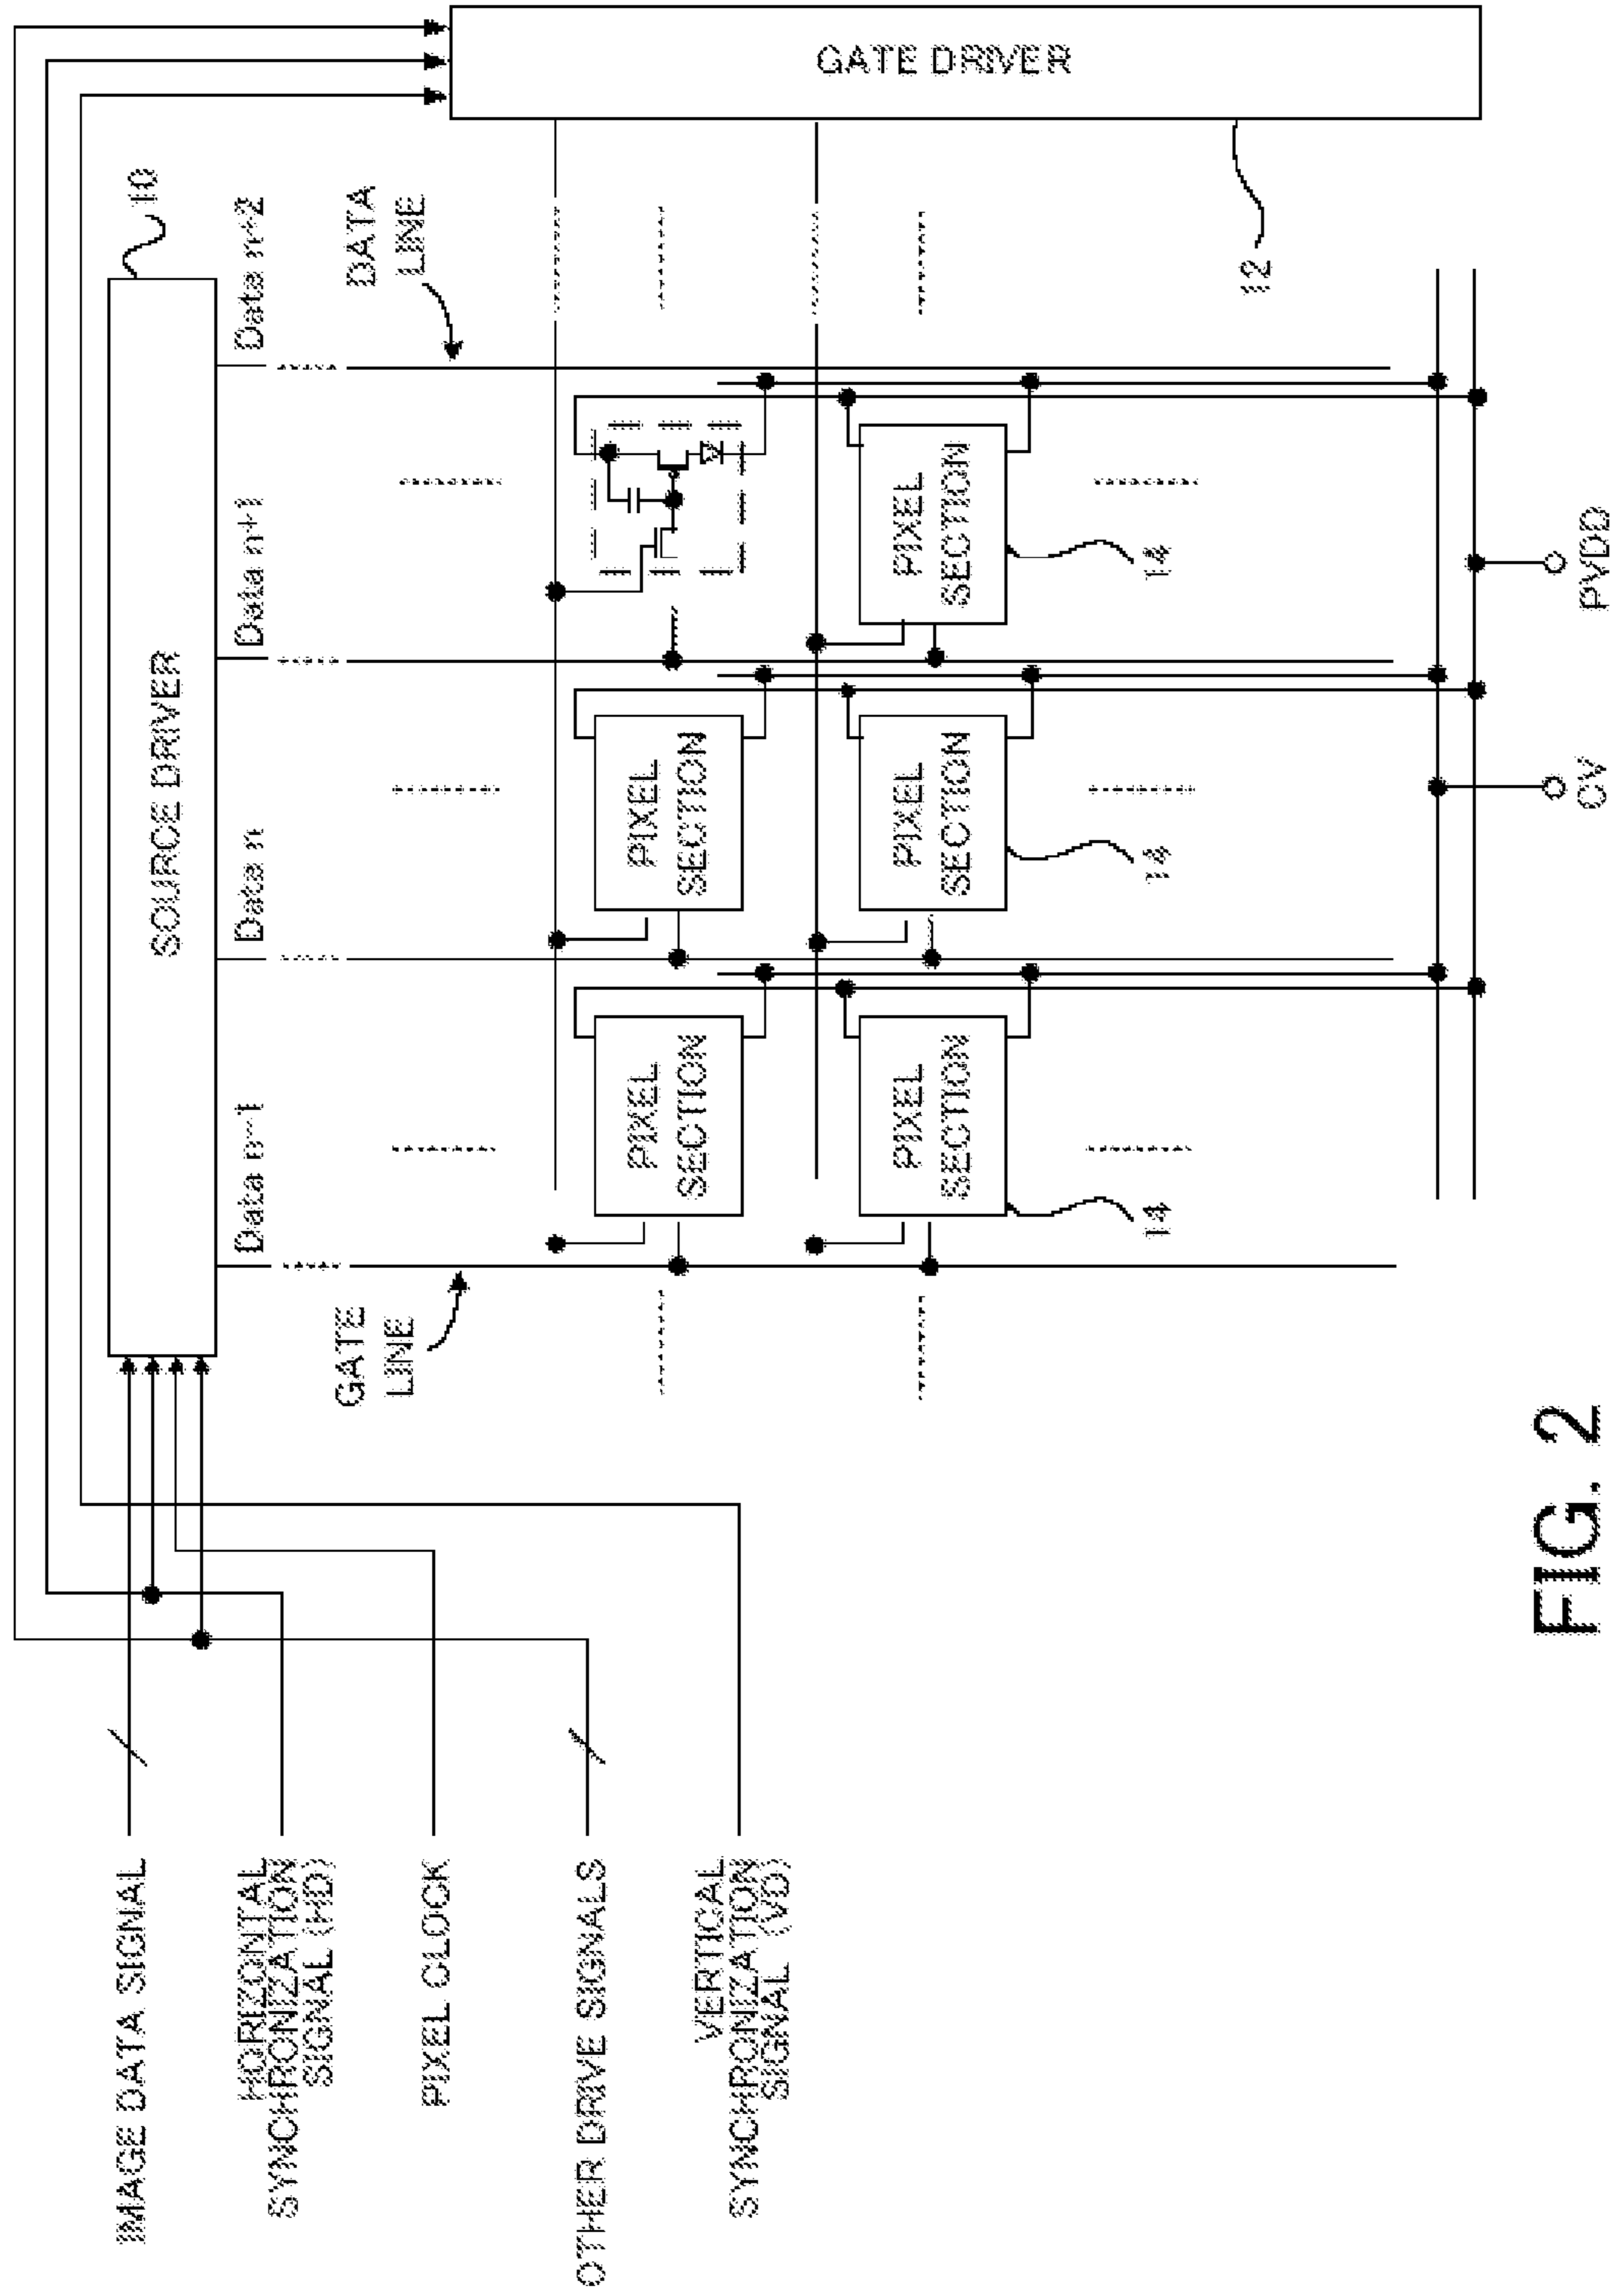 IMAGE DATA SIGNAL
HORIZONTAL
SYNCHRONIZATION
SIGNAL (HD)
PIXEL CLOCK
OTHER DRIVE SIGNALS
VERTICAL
SYNCHRONIZATION
SIGNAL (VD)
SOURCE DRIVER
10
Data n-1
Data n
Data n+1
Data n+2
GATE
LINE
DATA
LINE
GATE DRIVER
12
PIXEL
SECTION
PIXEL
SECTION
PIXEL
SECTION
14
PIXEL
SECTION
14
PIXEL
SECTION
14
CV
PVDD
FIG. 2